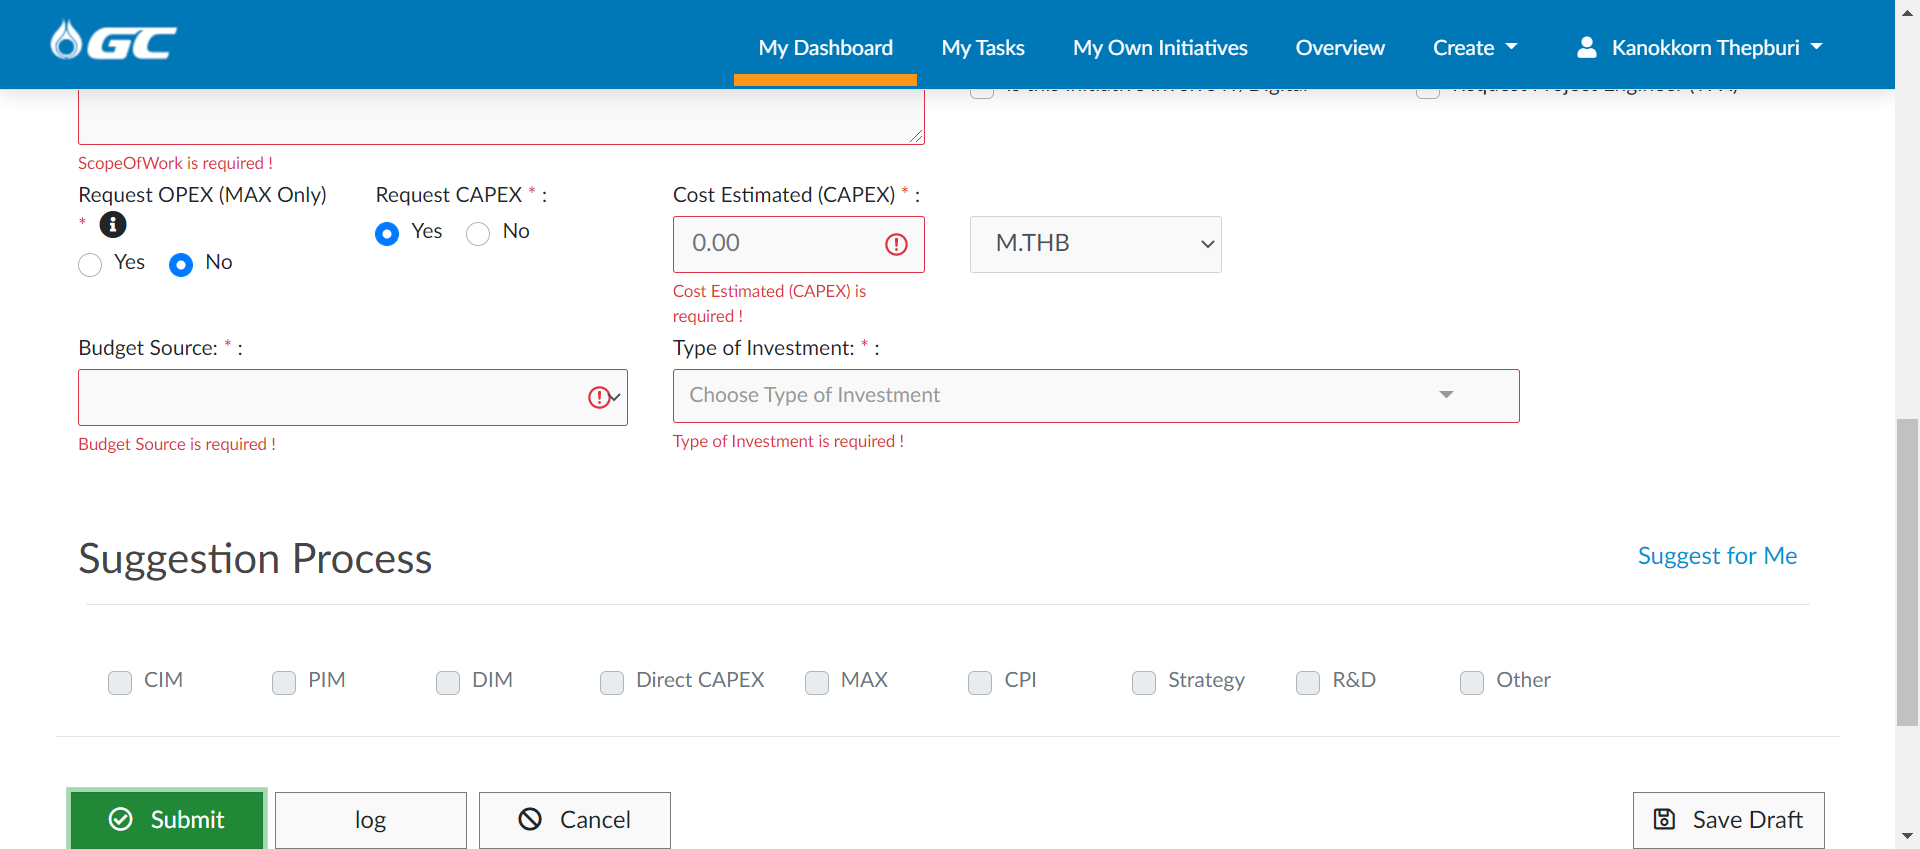 GC
My Dashboard
My Tasks
My Own Initiatives
Overview
Create
Kanokkorn Thepburi
ScopeOfWork is required !
Request OPEX (MAX Only)
*
Yes
No
Request CAPEX * :
Yes
No
Cost Estimated (CAPEX) * :
0.00
M.THB
Cost Estimated (CAPEX) is
required !
Budget Source: * :
Budget Source is required !
Type of Investment: * :
Choose Type of Investment
Type of Investment is required !
Suggestion Process
Suggest for Me
CIM
PIM
DIM
Direct CAPEX
MAX
CPI
Strategy
R&D
Other
Submit
log
Cancel
Save Draft